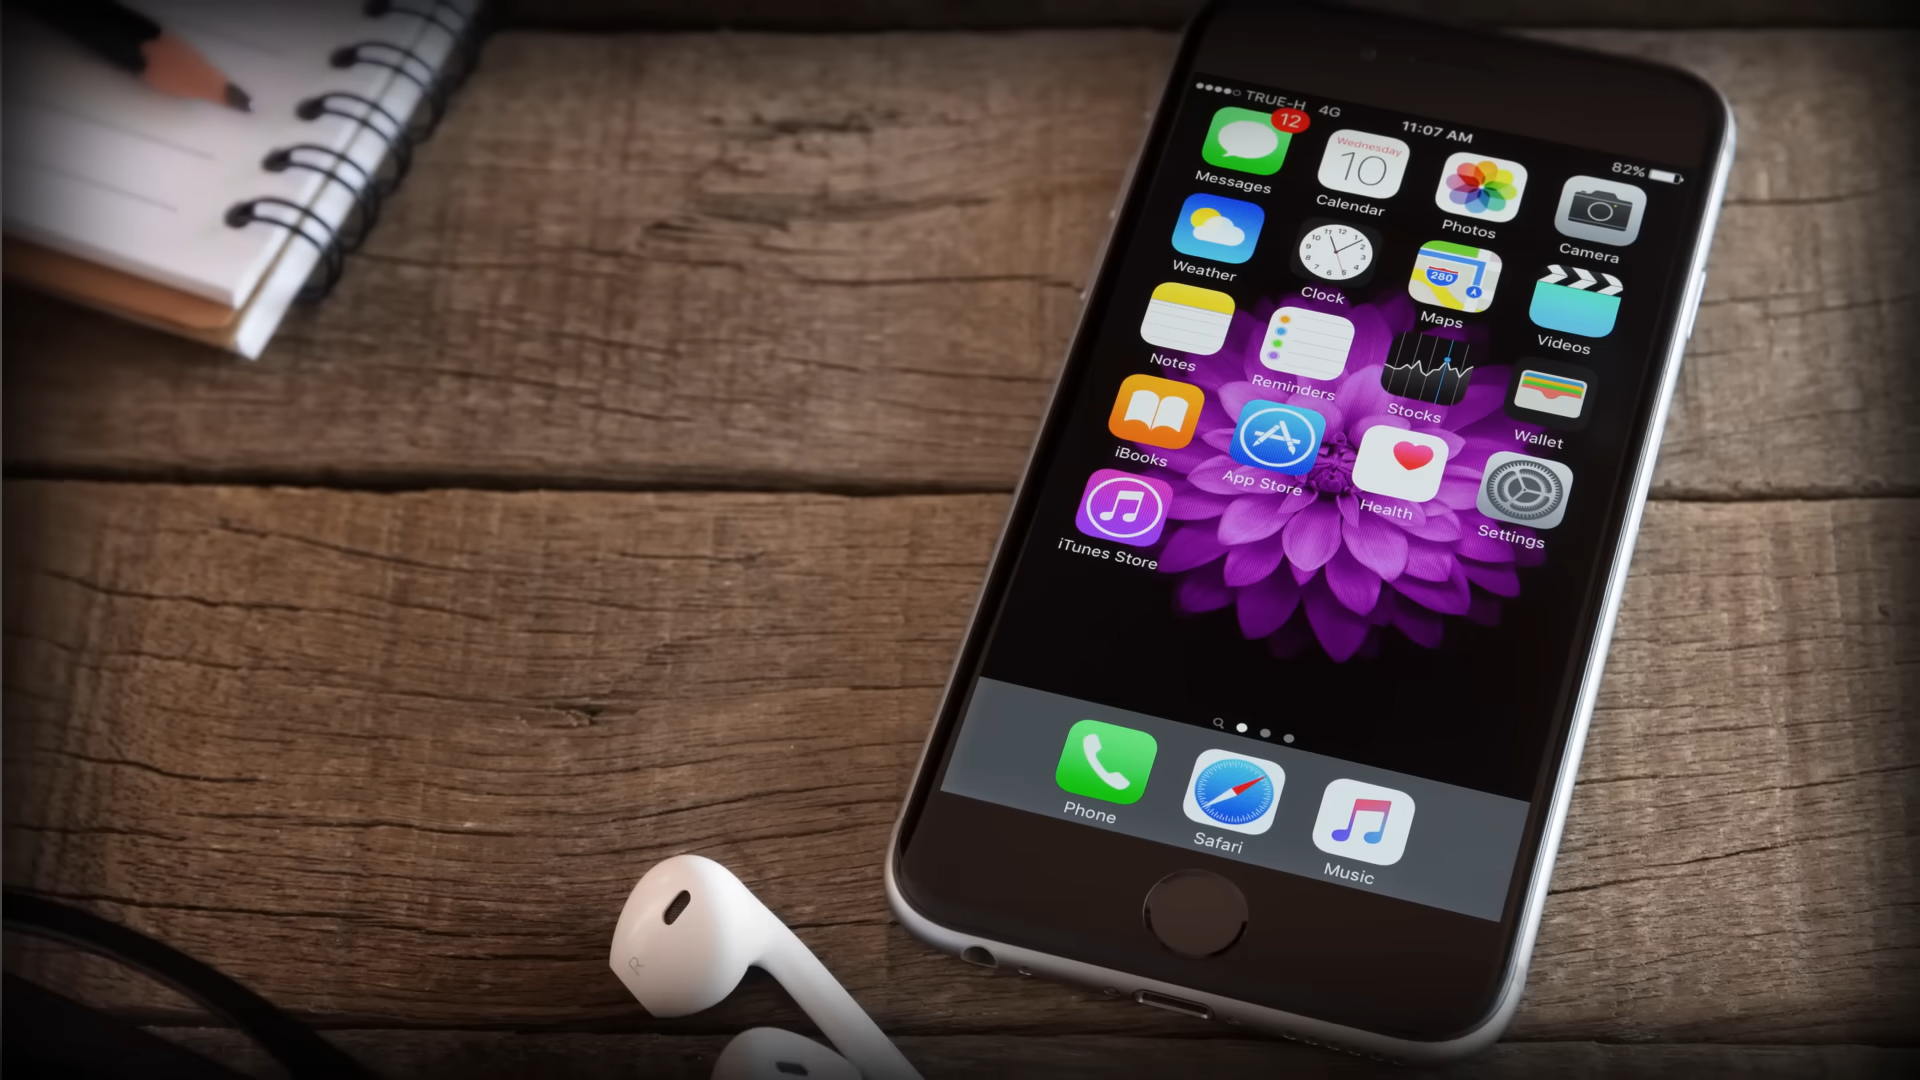 TRUE-H 4G 11:07 AM 82%
12
Wednesday
10
Messages Calendar Photos Camera
280
Weather Clock Maps Videos
Notes Reminders Stocks Wallet
iBooks App Store Health Settings
iTunes Store
Phone Safari Music
R